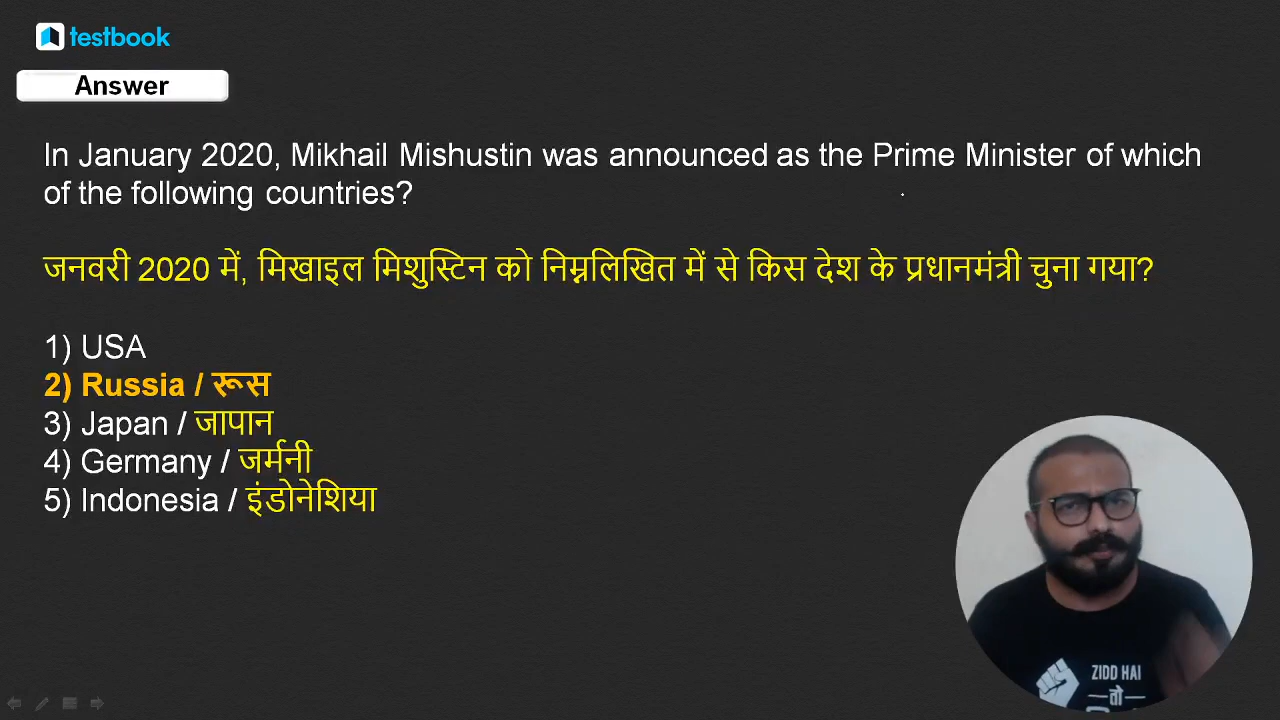 testbook
Answer
In January 2020, Mikhail Mishustin was announced as the Prime Minister of which
of the following countries?
जनवरी 2020 में, मिखाइल मिशुस्टिन को निम्नलिखित में से किस देश के प्रधानमंत्री चुना गया?
1) USA
2) Russia / रूस
3) Japan / जापान
4) Germany / जर्मनी
5) Indonesia / इंडोनेशिया
ZIDD HAI
तो